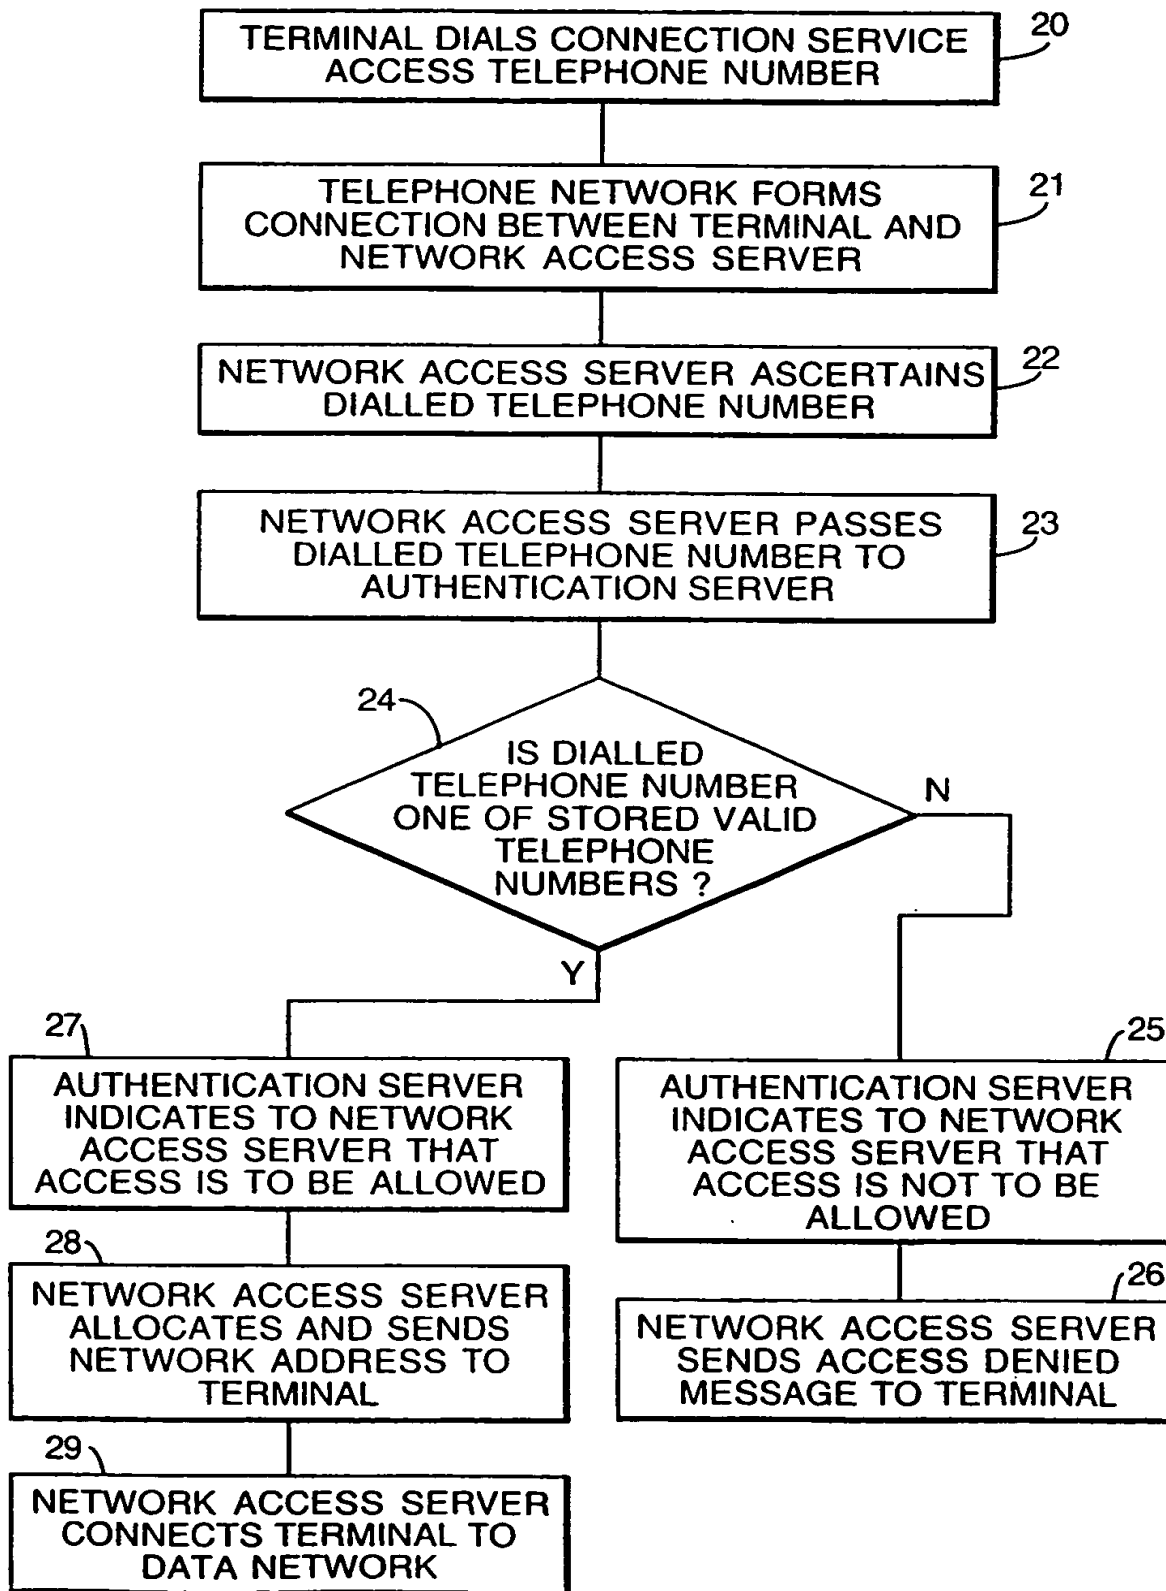 TERMINAL DIALS CONNECTION SERVICE
ACCESS TELEPHONE NUMBER
20
TELEPHONE NETWORK FORMS
CONNECTION BETWEEN TERMINAL AND
NETWORK ACCESS SERVER
21
NETWORK ACCESS SERVER ASCERTAINS
DIALLED TELEPHONE NUMBER
22
NETWORK ACCESS SERVER PASSES
DIALLED TELEPHONE NUMBER TO
AUTHENTICATION SERVER
23
24
IS DIALLED
TELEPHONE NUMBER
ONE OF STORED VALID
TELEPHONE
NUMBERS ?
N
Y
27
AUTHENTICATION SERVER
INDICATES TO NETWORK
ACCESS SERVER THAT
ACCESS IS TO BE ALLOWED
25
AUTHENTICATION SERVER
INDICATES TO NETWORK
ACCESS SERVER THAT
ACCESS IS NOT TO BE
ALLOWED
28
NETWORK ACCESS SERVER
ALLOCATES AND SENDS
NETWORK ADDRESS TO
TERMINAL
26
NETWORK ACCESS SERVER
SENDS ACCESS DENIED
MESSAGE TO TERMINAL
29
NETWORK ACCESS SERVER
CONNECTS TERMINAL TO
DATA NETWORK